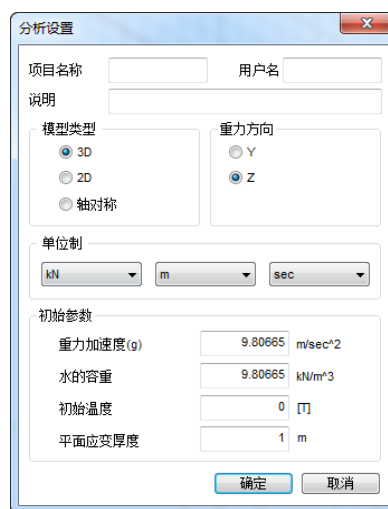 分析设置
项目名称 用户名
说明
模型类型 重力方向
3D Y
2D Z
轴对称
单位制
kN m sec
初始参数
重力加速度(g) 9.80665 m/sec^2
水的容重 9.80665 kN/m^3
初始温度 0 [T]
平面应变厚度 1 m
确定 取消